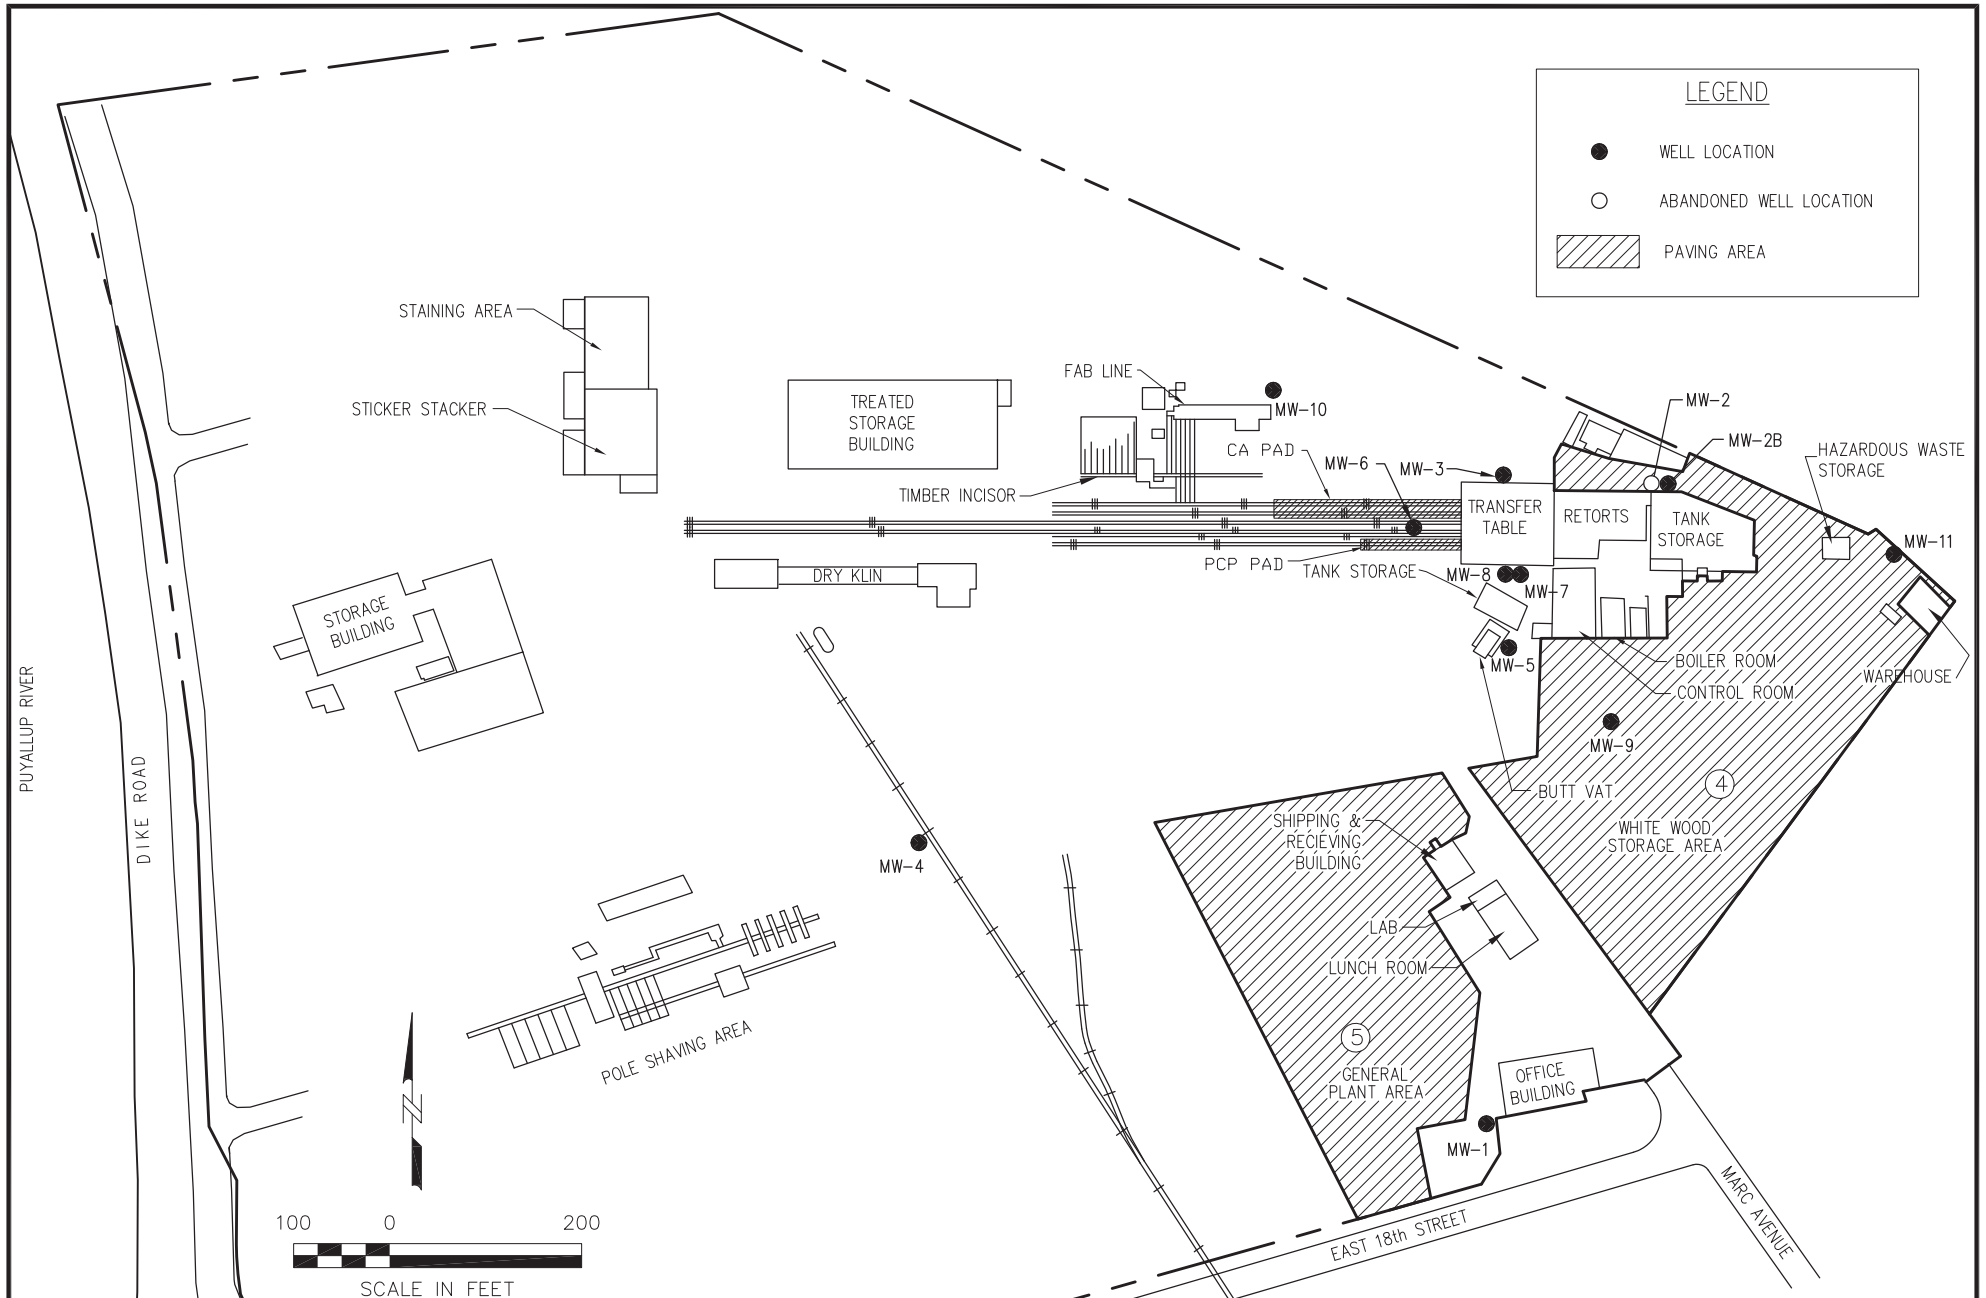 LEGEND
WELL LOCATION
ABANDONED WELL LOCATION
PAVING AREA
STAINING AREA
STICKER STACKER
TREATED
STORAGE
BUILDING
FAB LINE
MW-10
CA PAD
MW-6
MW-3
MW-2
MW-2B
HAZARDOUS WASTE
STORAGE
TIMBER INCISOR
TRANSFER
TABLE
RETORTS
TANK
STORAGE
MW-11
PCP PAD
TANK STORAGE
MW-8
MW-7
DRY KLIN
STORAGE
BUILDING
MW-5
BOILER ROOM
CONTROL ROOM
WAREHOUSE
MW-9
BUTT VAT
4
WHITE WOOD
STORAGE AREA
PUYALLUP RIVER
DIKE ROAD
MW-4
SHIPPING &
RECIEVING
BUILDING
LAB
LUNCH ROOM
POLE SHAVING AREA
5
GENERAL
PLANT AREA
OFFICE
BUILDING
MW-1
MARC AVENUE
EAST 18th STREET
N
100 0 200
SCALE IN FEET